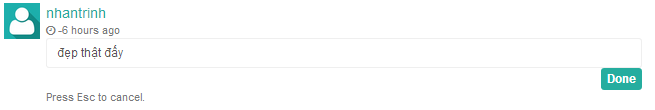 nhantrinh
-6 hours ago
đẹp thật đấy
Done
Press Esc to cancel.